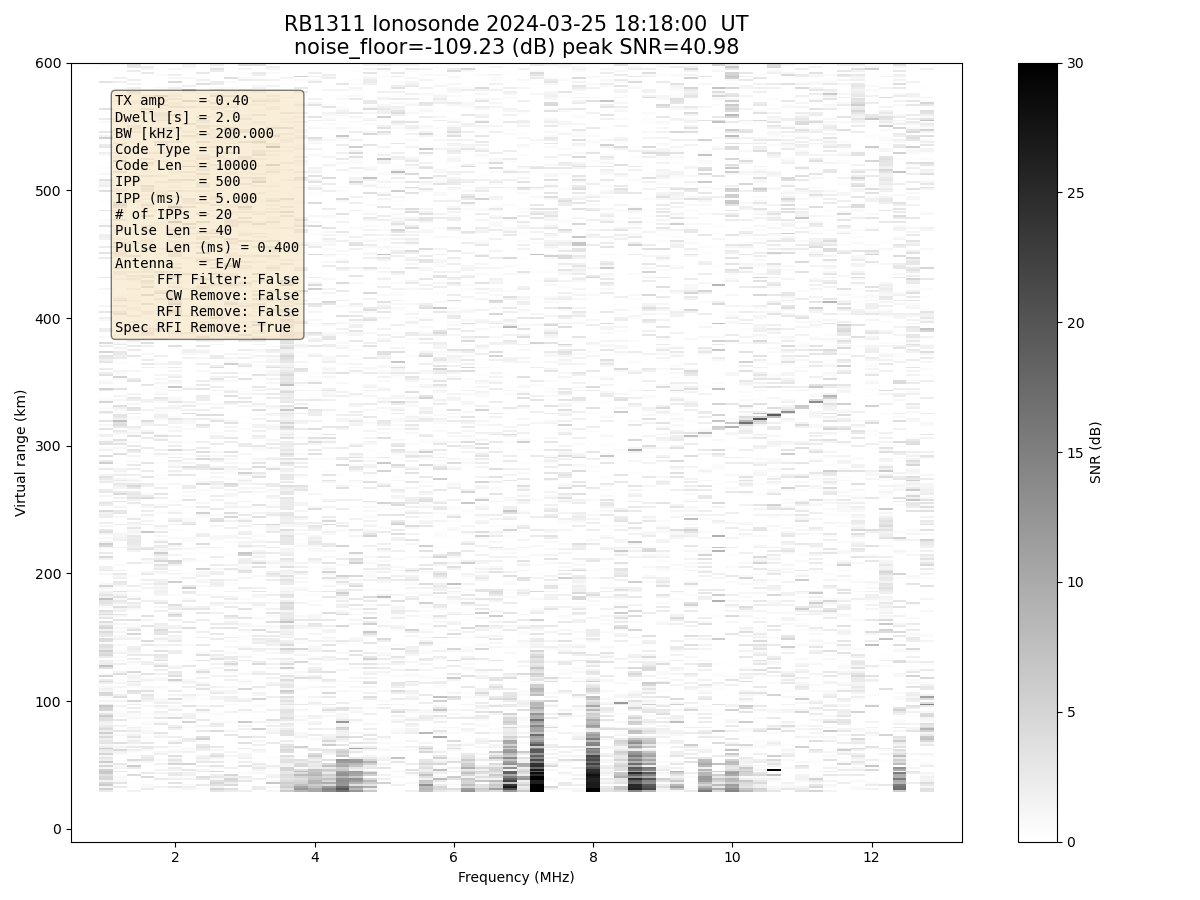 RB1311 Ionosonde 2024-03-25 18:18:00  UT
noise_floor=-109.23 (dB) peak SNR=40.98
TX amp    = 0.40
Dwell [s] = 2.0
BW [kHz]  = 200.000
Code Type = prn
Code Len  = 10000
IPP       = 500
IPP (ms)  = 5.000
# of IPPs = 20
Pulse Len = 40
Pulse Len (ms) = 0.400
Antenna   = E/W
FFT Filter: False
CW Remove: False
RFI Remove: False
Spec RFI Remove: True
600
500
400
300
200
100
0
Virtual range (km)
2
4
6
8
10
12
Frequency (MHz)
30
25
20
15
10
5
0
SNR (dB)